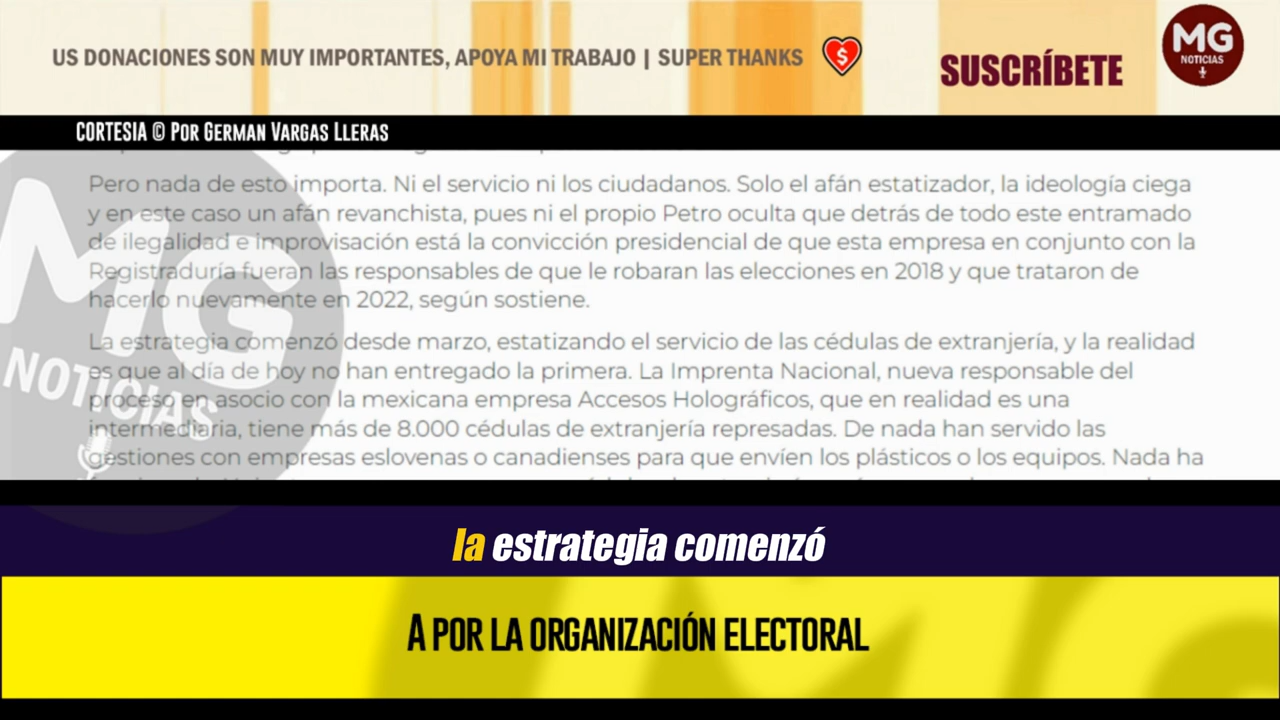 US DONACIONES SON MUY IMPORTANTES, APOYA MI TRABAJO | SUPER THANKS
SUSCRÍBETE
MG
NOTICIAS
CORTESIA © POR GERMAN VARGAS LLERAS
Pero nada de esto importa. Ni el servicio ni los ciudadanos. Solo el afán estatizador, la ideología ciega
y en este caso un afán revanchista, pues ni el propio Petro oculta que detrás de todo este entramado
de ilegalidad e improvisación está la convicción presidencial de que esta empresa en conjunto con la
Registraduría fueran las responsables de que le robaran las elecciones en 2018 y que trataron de
hacerlo nuevamente en 2022, según sostiene.
La estrategia comenzó desde marzo, estatizando el servicio de las cédulas de extranjería, y la realidad
es que al día de hoy no han entregado la primera. La Imprenta Nacional, nueva responsable del
proceso en asocio con la mexicana empresa Accesos Holográficos, que en realidad es una
intermediaria, tiene más de 8.000 cédulas de extranjería represadas. De nada han servido las
gestiones con empresas eslovenas o canadienses para que envíen los plásticos o los equipos. Nada ha
MG
NOTICIAS
la estrategia comenzó
A POR LA ORGANIZACIÓN ELECTORAL